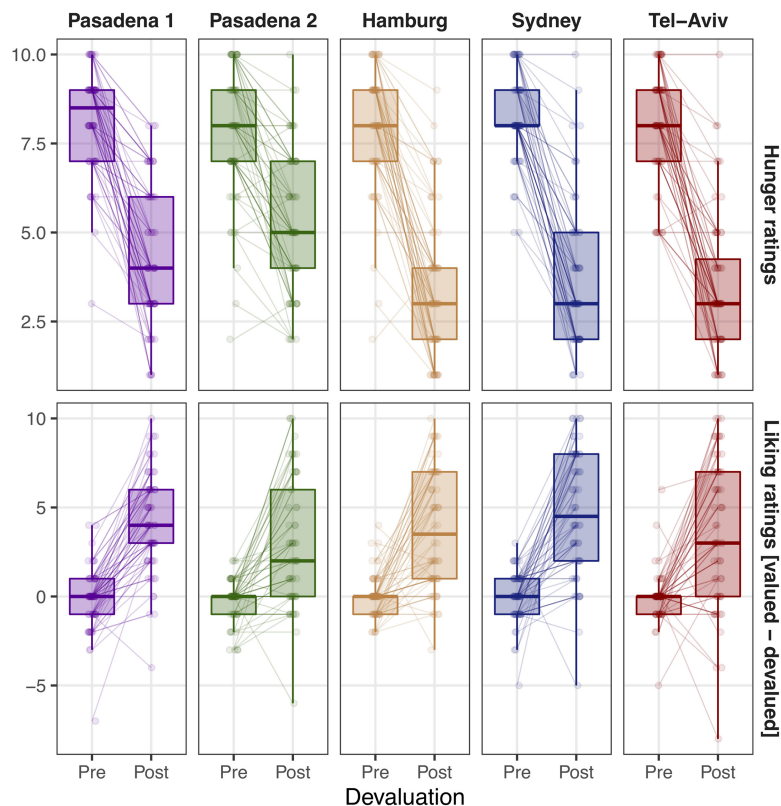 Pasadena 1 Pasadena 2 Hamburg Sydney Tel−Aviv
10.0
7.5
5.0
2.5
Hunger ratings
10
5
0
−5
Liking ratings [valued − devalued]
Pre Post Pre Post Pre Post Pre Post Pre Post
Devaluation